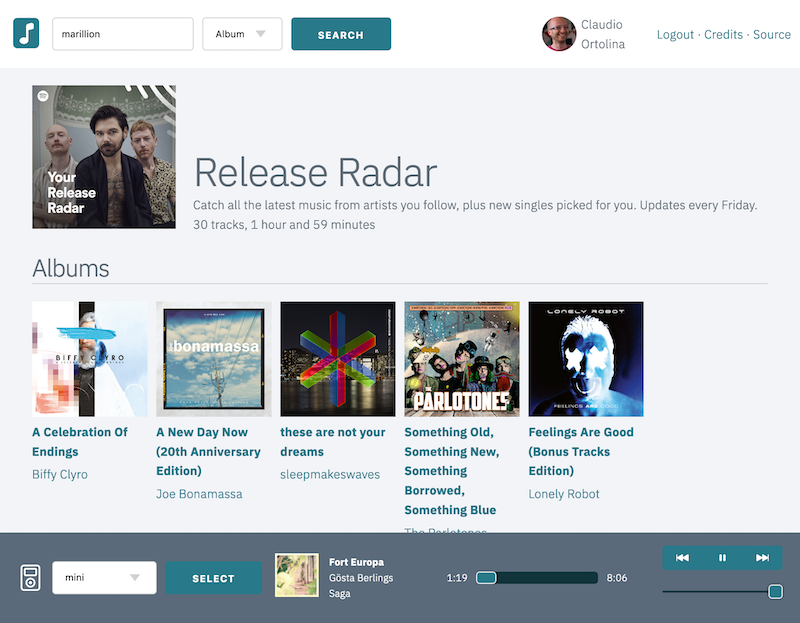 marillion
Album
SEARCH
Claudio
Ortolina
Logout · Credits · Source
Your
Release
Radar
Release Radar
Catch all the latest music from artists you follow, plus new singles picked for you. Updates every Friday.
30 tracks, 1 hour and 59 minutes
Albums
BIFFY CLYRO
bonamassa
PARLOTONES
LONELY ROBOT
FEELINGS ARE GOOD
A Celebration Of
Endings
Biffy Clyro
A New Day Now
(20th Anniversary
Edition)
Joe Bonamassa
these are not your
dreams
sleepmakeswaves
Something Old,
Something New,
Something
Borrowed,
Something Blue
The Parlotones
Feelings Are Good
(Bonus Tracks
Edition)
Lonely Robot
mini
SELECT
Fort Europa
Gösta Berlings
Saga
1:19
8:06